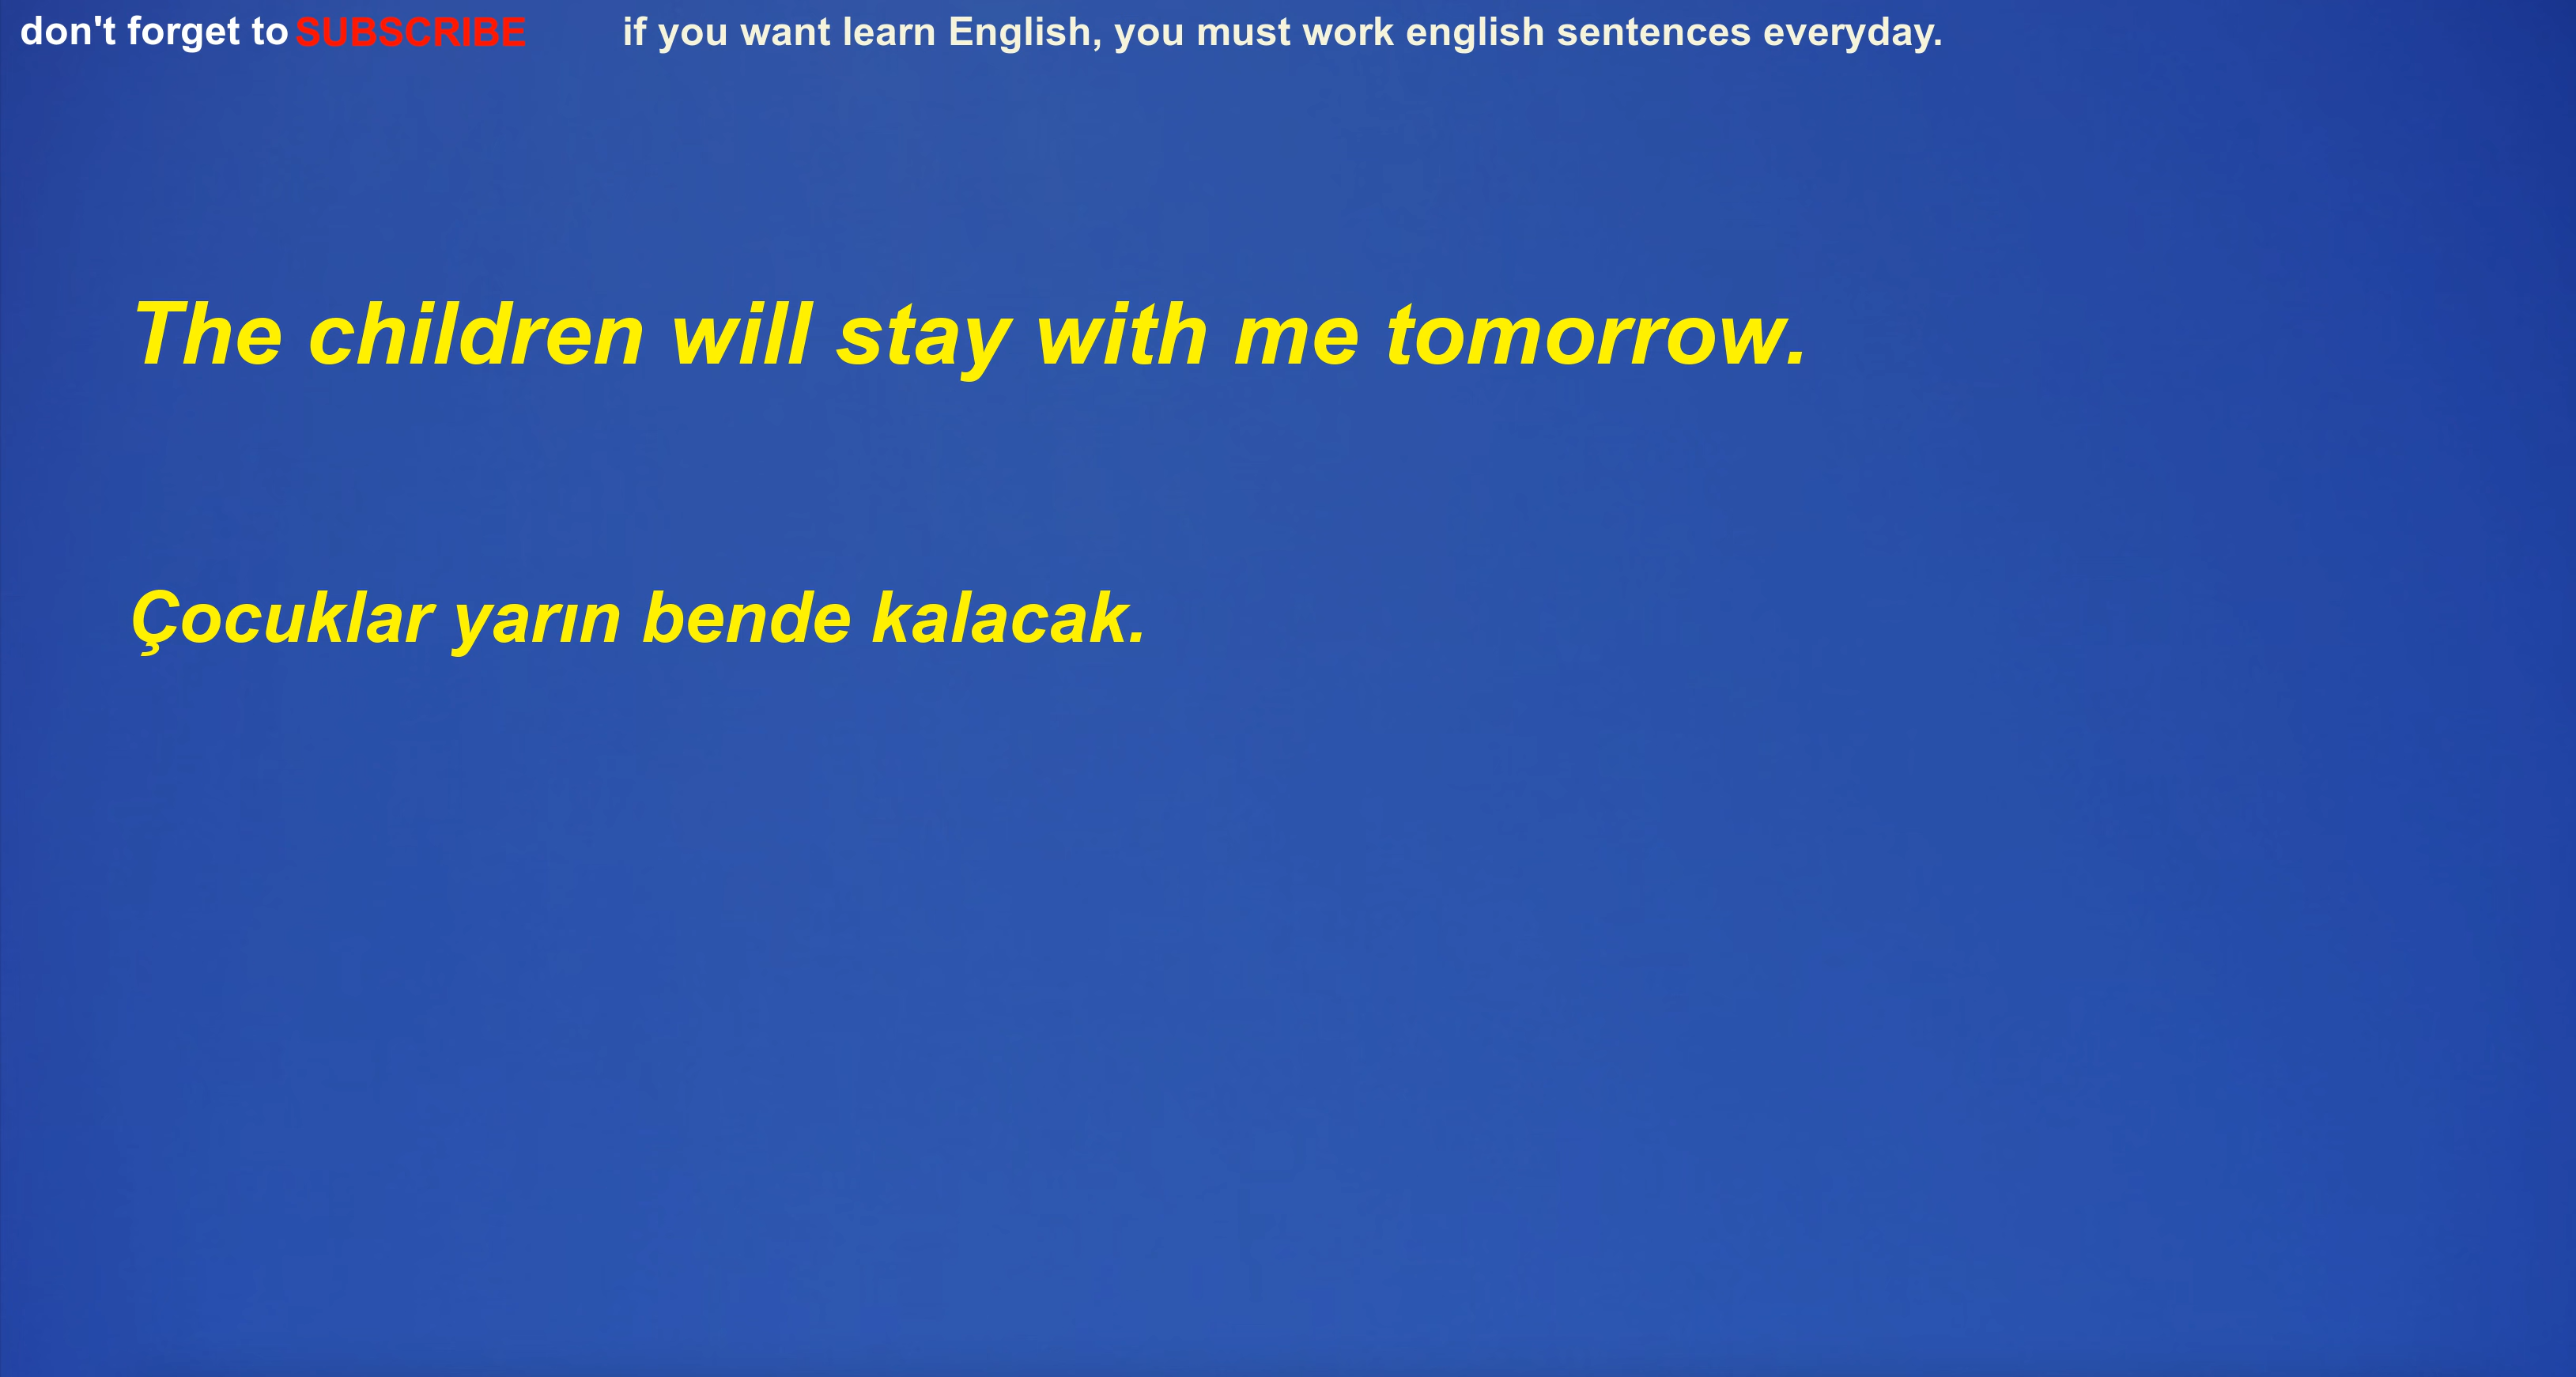 don't forget to SUBSCRIBE if you want learn English, you must work english sentences everyday.
The children will stay with me tomorrow.
Çocuklar yarın bende kalacak.